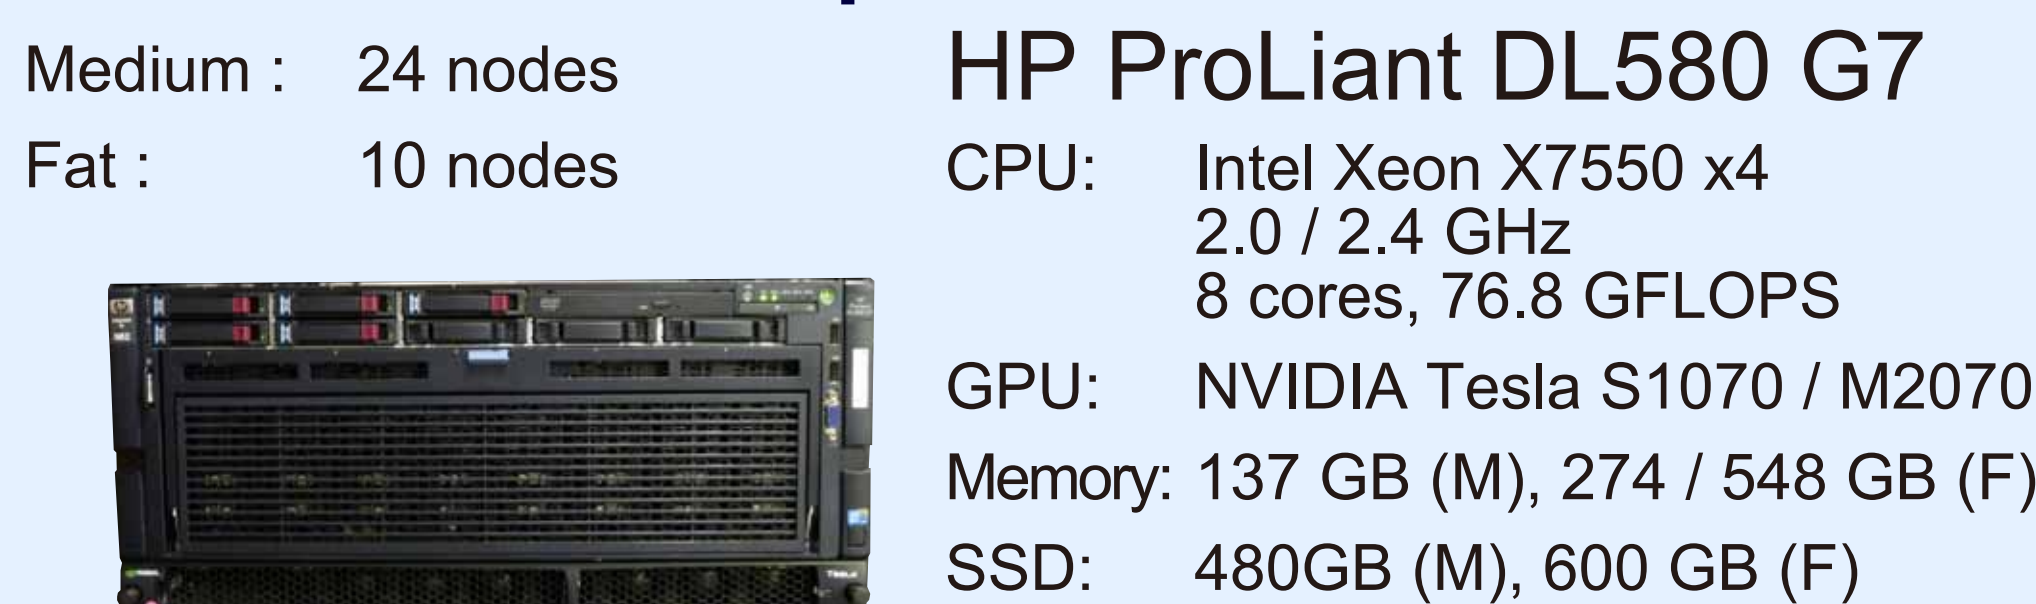 Medium : 24 nodes
Fat : 10 nodes
HP ProLiant DL580 G7
CPU: Intel Xeon X7550 x4
2.0 / 2.4 GHz
8 cores, 76.8 GFLOPS
GPU: NVIDIA Tesla S1070 / M2070
Memory: 137 GB (M), 274 / 548 GB (F)
SSD: 480GB (M), 600 GB (F)
TESLA